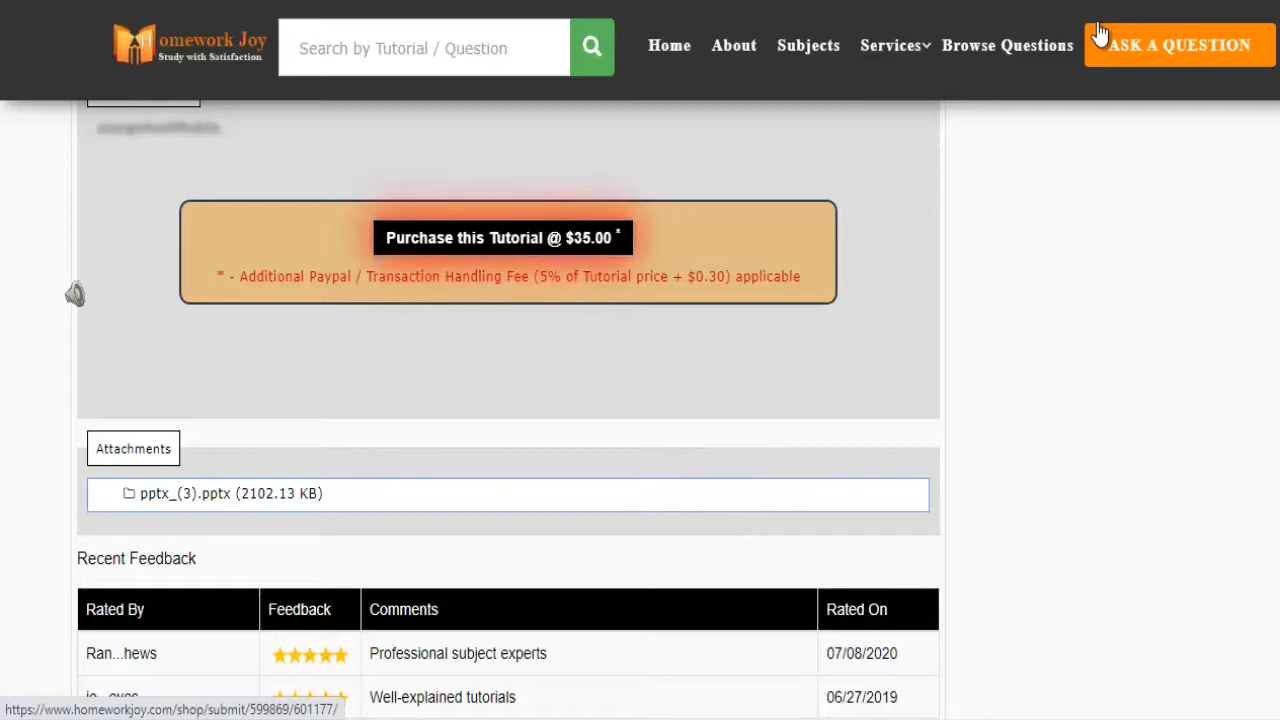 Homework Joy
Study with Satisfaction
Search by Tutorial / Question
Home
About
Subjects
Services
Browse Questions
ASK A QUESTION
Purchase this Tutorial @ $35.00 *
* - Additional Paypal / Transaction Handling Fee (5% of Tutorial price + $0.30) applicable
Attachments
pptx_(3).pptx (2102.13 KB)
Recent Feedback
Rated By
Feedback
Comments
Rated On
Ran...hews
Professional subject experts
07/08/2020
Well-explained tutorials
06/27/2019
https://www.homeworkjoy.com/shop/submit/599869/601177/